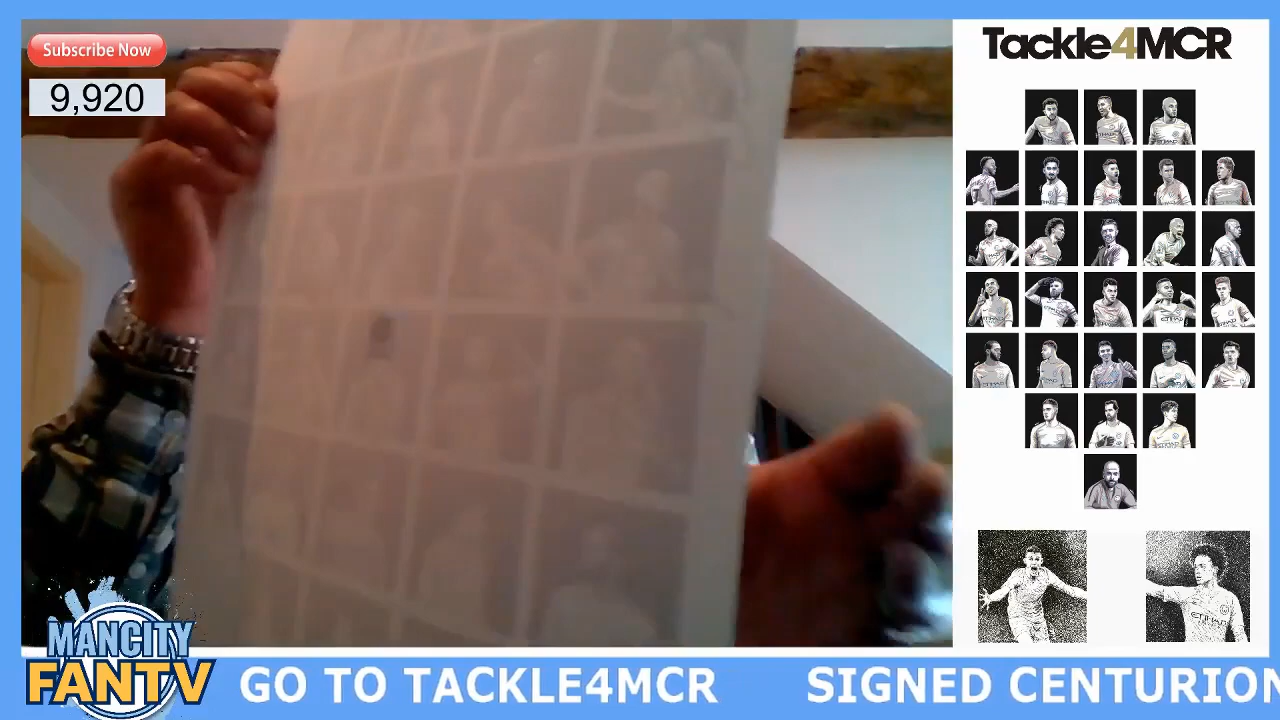 Subscribe Now
9,920
Tackle4MCR
MANCITY
FANTV
GO TO TACKLE4MCR SIGNED CENTURION